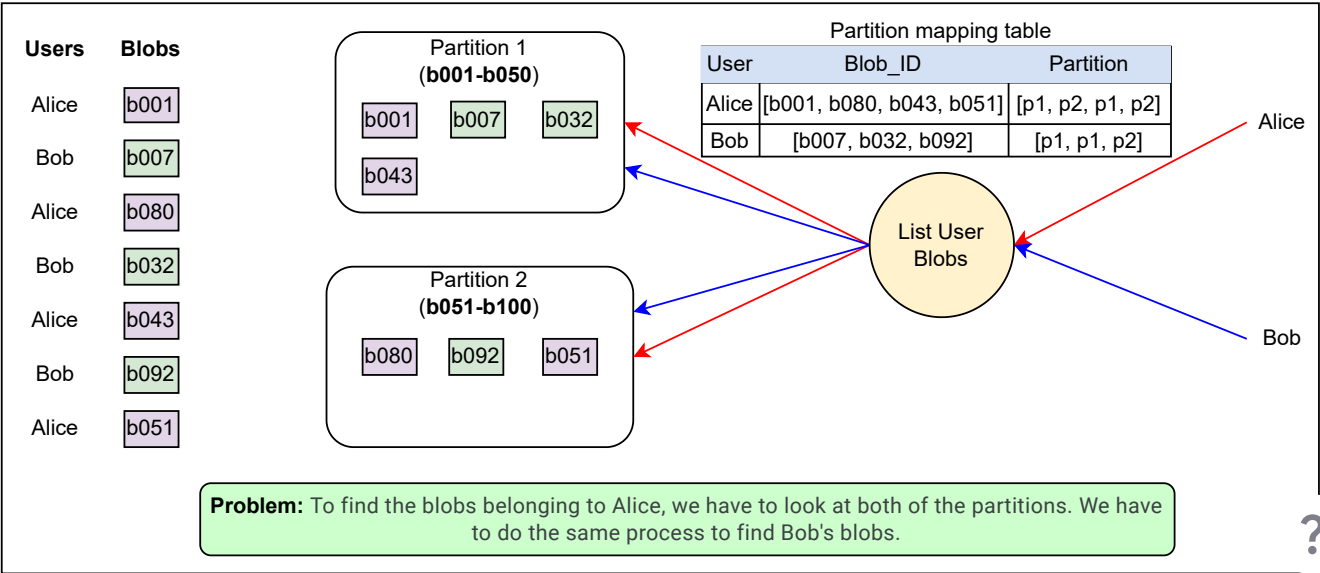 Users Blobs
Alice b001
Bob b007
Alice b080
Bob b032
Alice b043
Bob b092
Alice b051
Partition 1
(b001-b050)
b001 b007 b032
b043
Partition 2
(b051-b100)
b080 b092 b051
Partition mapping table
User Blob_ID Partition
Alice [b001, b080, b043, b051] [p1, p2, p1, p2]
Bob [b007, b032, b092] [p1, p1, p2]
List User
Blobs
Alice
Bob
Problem: To find the blobs belonging to Alice, we have to look at both of the partitions. We have
to do the same process to find Bob's blobs.
?